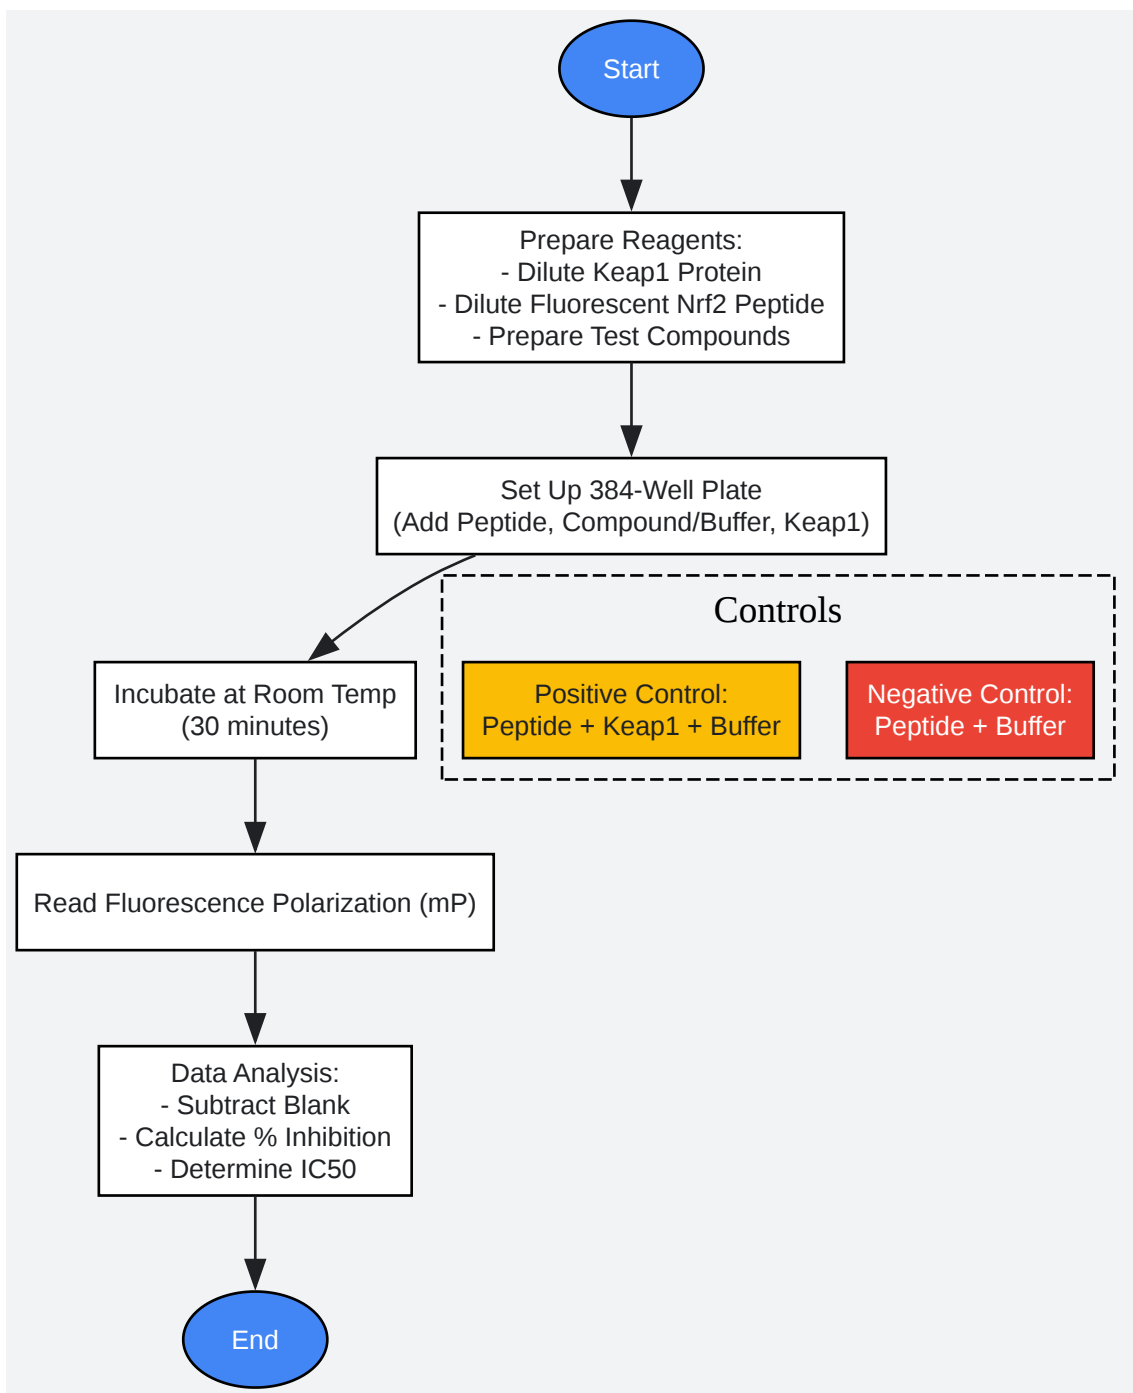 Start
Prepare Reagents:
- Dilute Keap1 Protein
- Dilute Fluorescent Nrf2 Peptide
- Prepare Test Compounds
Set Up 384-Well Plate
(Add Peptide, Compound/Buffer, Keap1)
Controls
Incubate at Room Temp
(30 minutes)
Positive Control:
Peptide + Keap1 + Buffer
Negative Control:
Peptide + Buffer
Read Fluorescence Polarization (mP)
Data Analysis:
- Subtract Blank
- Calculate % Inhibition
- Determine IC50
End